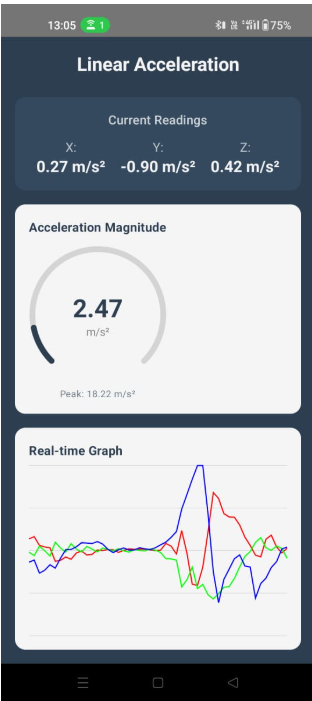 13:05 1 75%
Linear Acceleration
Current Readings
X: Y: Z:
0.27 m/s² -0.90 m/s² 0.42 m/s²
Acceleration Magnitude
2.47
m/s²
Peak: 18.22 m/s²
Real-time Graph